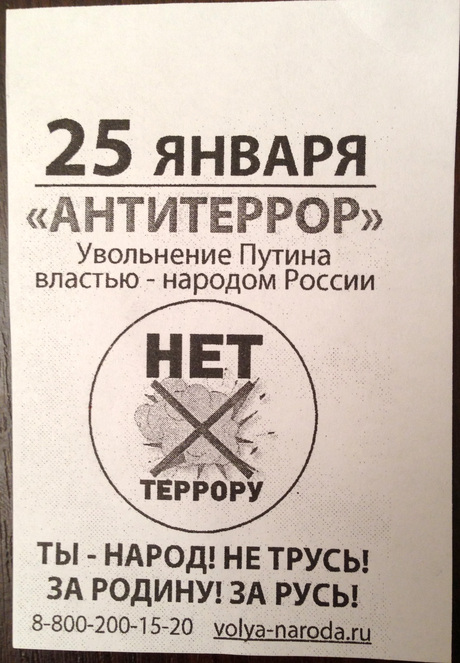 25 ЯНВАРЯ
«АНТИТЕРРОР»
Увольнение Путина
властью - народом России
НЕТ
ТЕРРОРУ
ТЫ - НАРОД! НЕ ТРУСЬ!
ЗА РОДИНУ! ЗА РУСЬ!
8-800-200-15-20 volya-naroda.ru